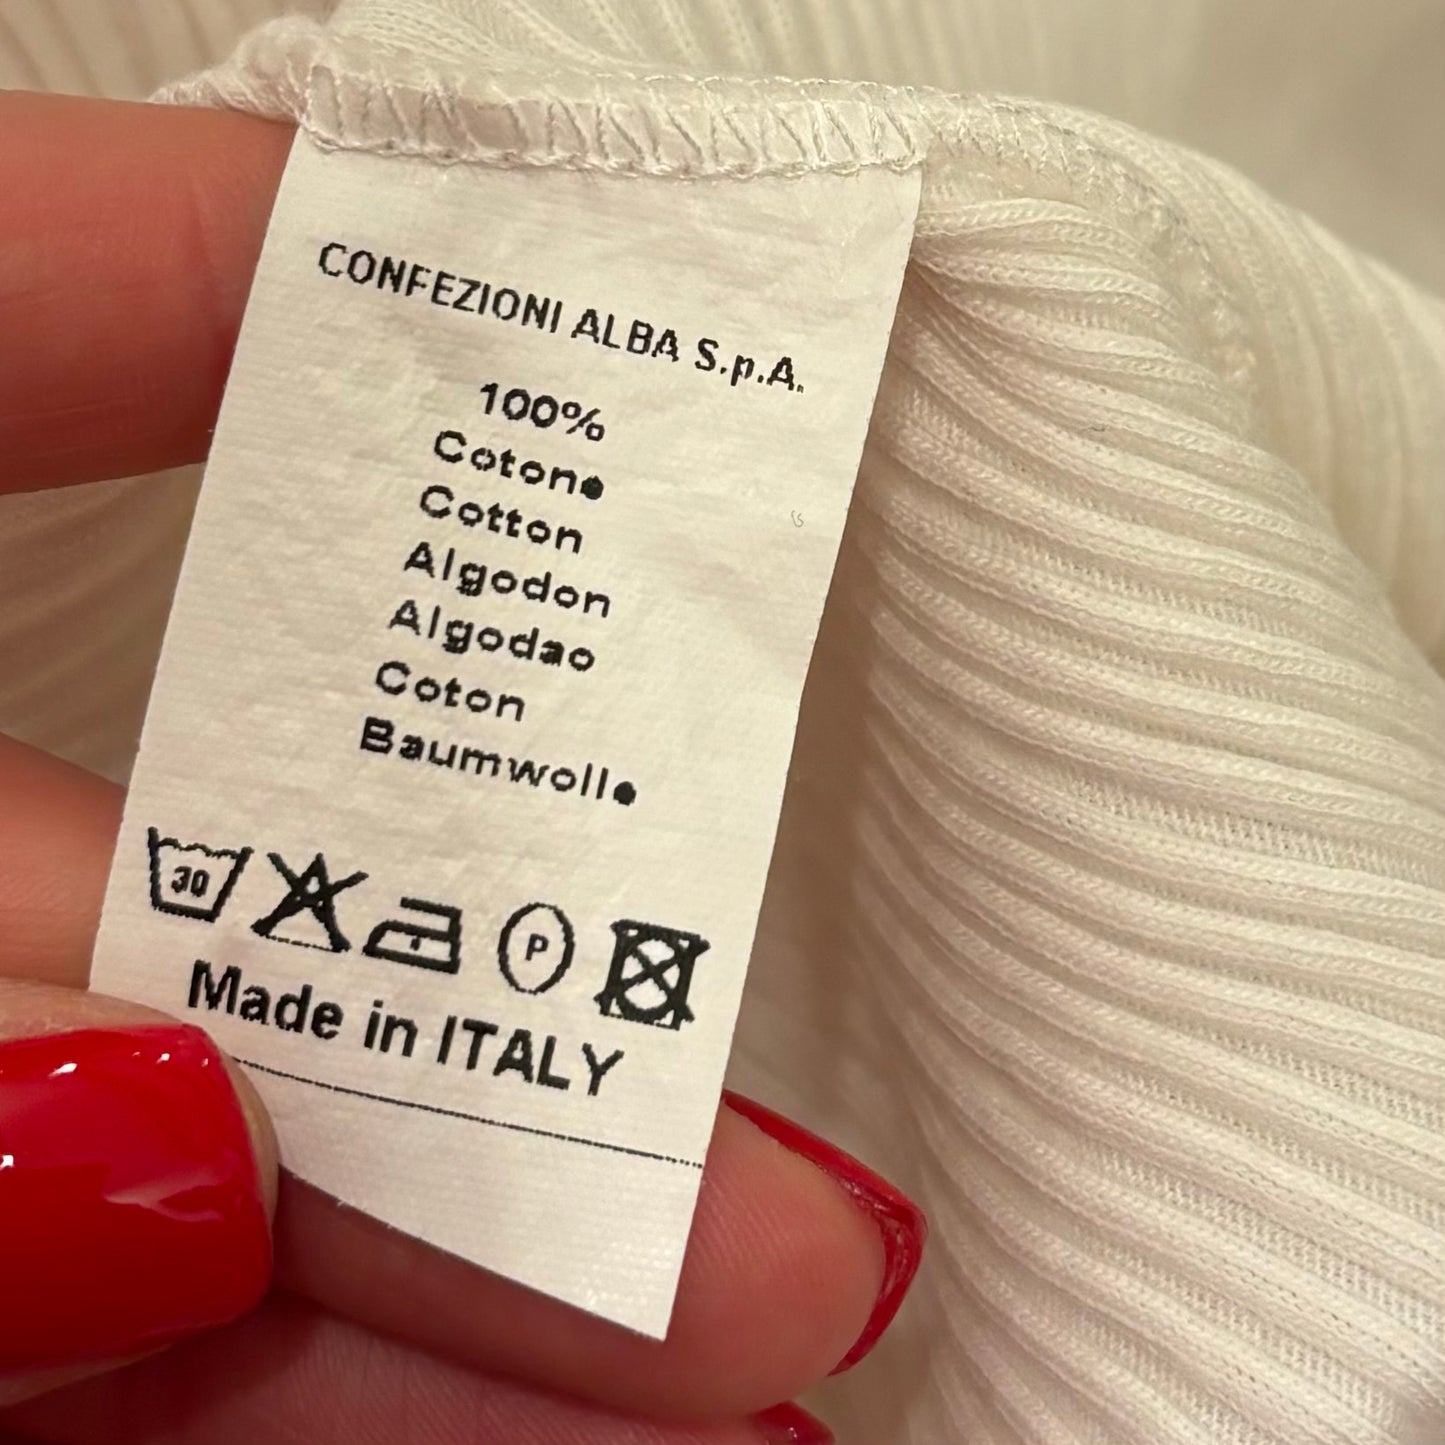 CONFEZIONI ALBA S.p.A.
100%
Cotone
Cotton
Algodon
Algodao
Coton
Baumwolle
30
P
Made in ITALY